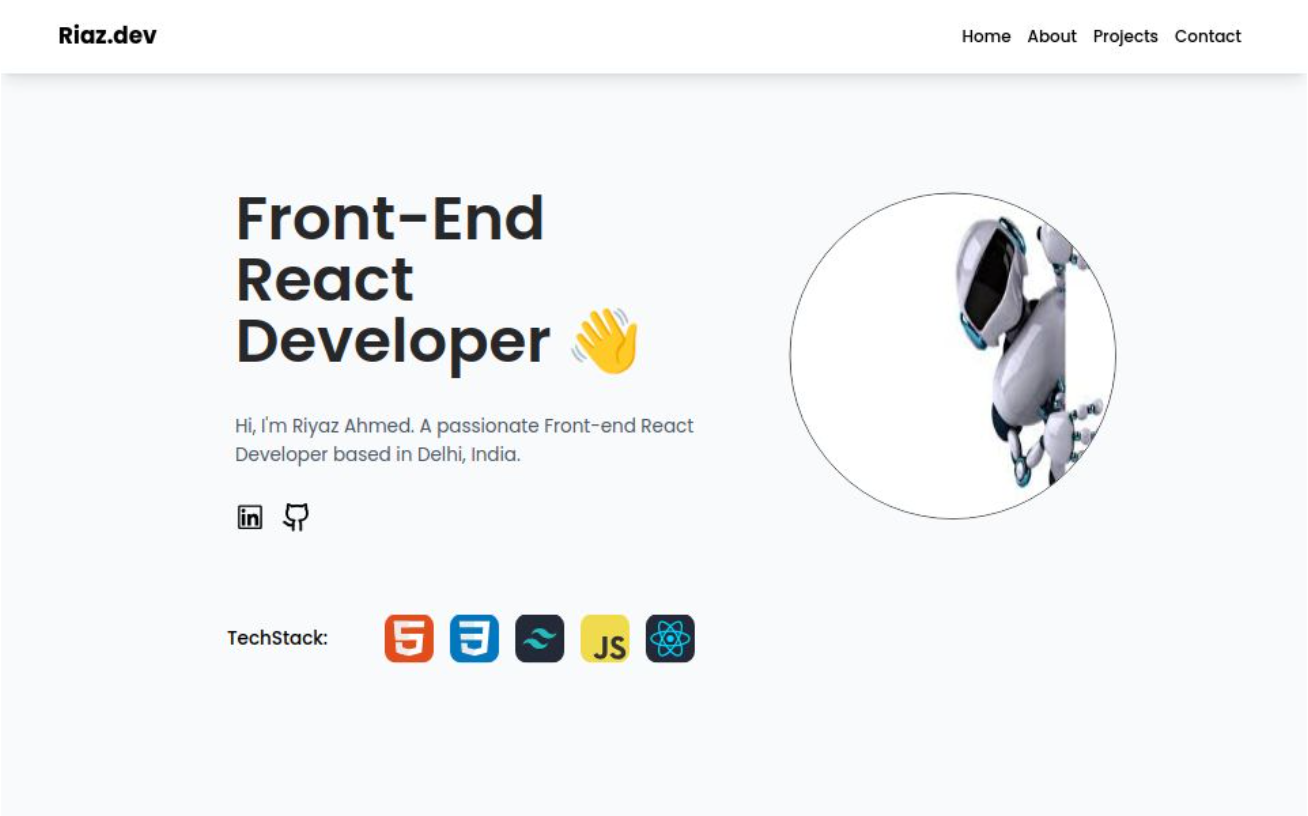 Riaz.dev
Home About Projects Contact
Front-End
React
Developer 👋
Hi, I'm Riyaz Ahmed. A passionate Front-end React
Developer based in Delhi, India.
in
TechStack:
5 3 JS